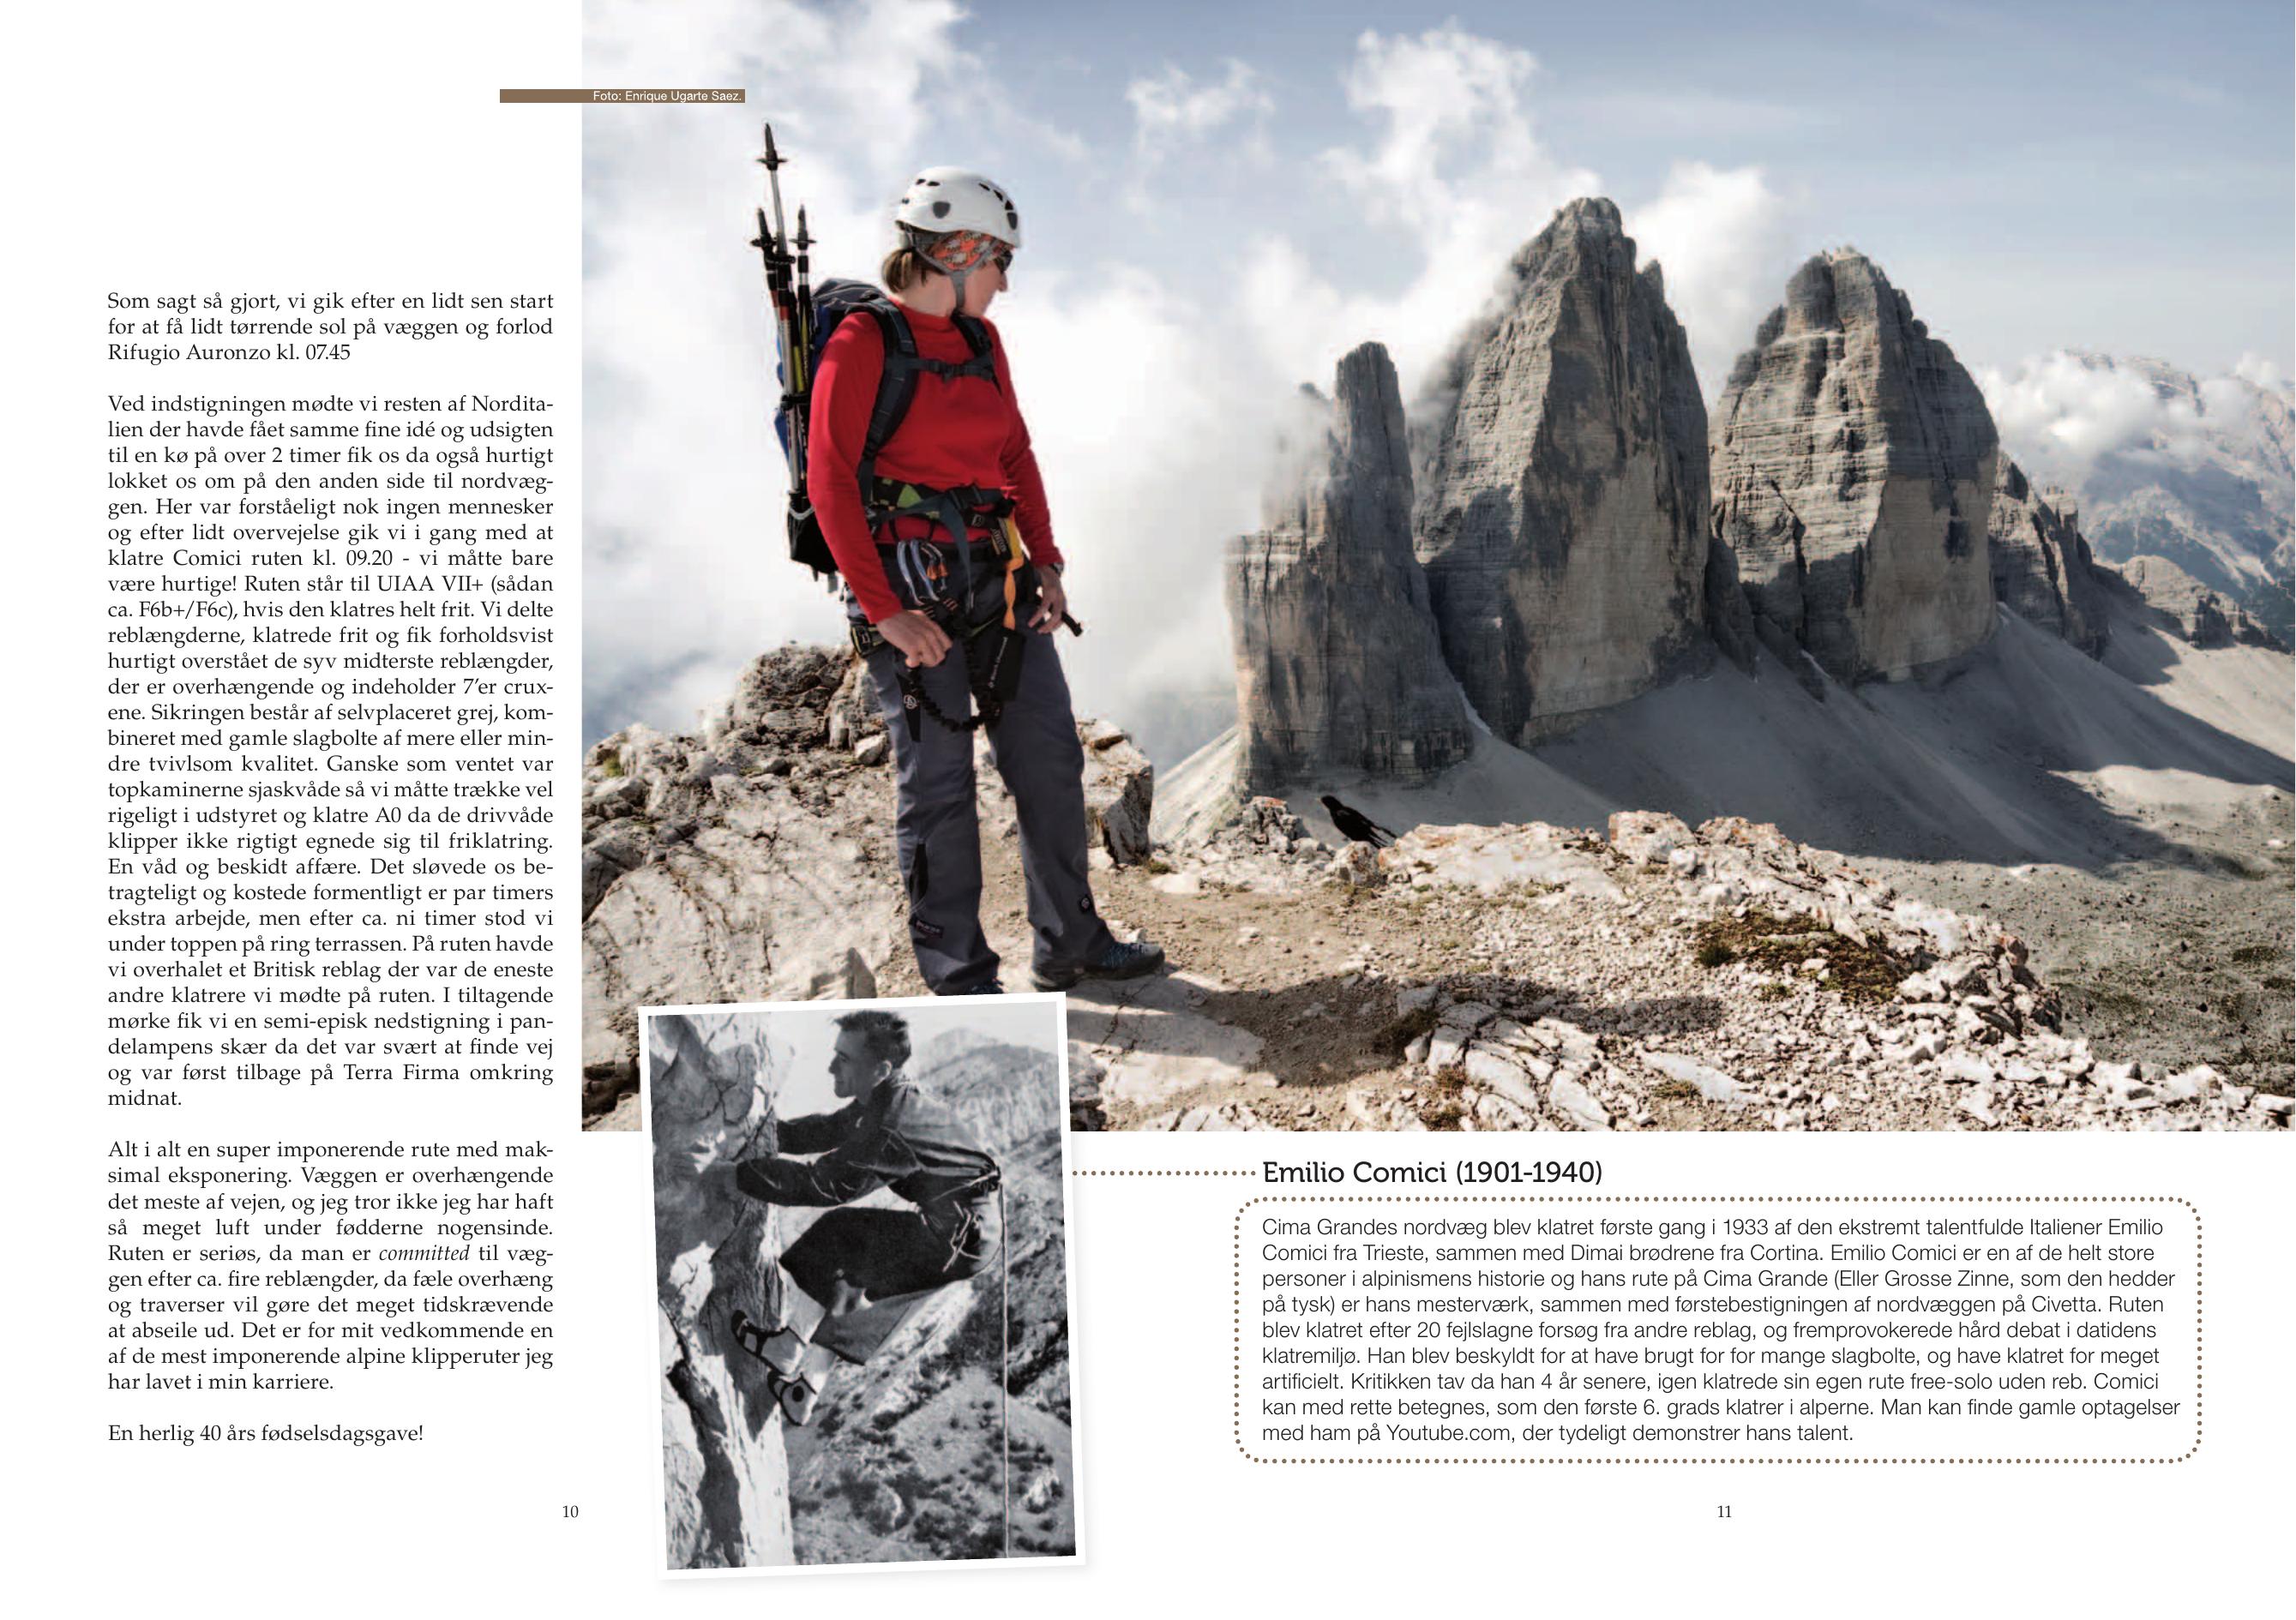 Foto: Enrique Ugarte Saez.
Som sagt så gjort, vi gik efter en lidt sen start
for at få lidt tørrende sol på væggen og forlod
Rifugio Auronzo kl. 07.45
Ved indstigningen mødte vi resten af Nordita-
lien der havde fået samme fine idé og udsigten
til en kø på over 2 timer fik os da også hurtigt
lokket os om på den anden side til nordvæg-
gen. Her var forståeligt nok ingen mennesker
og efter lidt overvejelse gik vi i gang med at
klatre Comici ruten kl. 09.20 - vi måtte bare
være hurtige! Ruten står til UIAA VII+ (sådan
ca. F6b+/F6c), hvis den klatres helt frit. Vi delte
reblængderne, klatrede frit og fik forholdsvist
hurtigt overstået de syv midterste reblængder,
der er overhængende og indeholder 7’er crux-
ene. Sikringen består af selvplaceret grej, kom-
bineret med gamle slagbolte af mere eller min-
dre tvivlsom kvalitet. Ganske som ventet var
topkaminerne sjaskvåde så vi måtte trække vel
rigeligt i udstyret og klatre A0 da de drivvåde
klipper ikke rigtigt egnede sig til friklatring.
En våd og beskidt affære. Det sløvede os be-
tragteligt og kostede formentligt er par timers
ekstra arbejde, men efter ca. ni timer stod vi
under toppen på ring terrassen. På ruten havde
vi overhalet et Britisk reblag der var de eneste
andre klatrere vi mødte på ruten. I tiltagende
mørke fik vi en semi-episk nedstigning i pan-
delampens skær da det var svært at finde vej
og var først tilbage på Terra Firma omkring
midnat.
Alt i alt en super imponerende rute med mak-
simal eksponering. Væggen er overhængende
det meste af vejen, og jeg tror ikke jeg har haft
så meget luft under fødderne nogensinde.
Ruten er seriøs, da man er committed til væg-
gen efter ca. fire reblængder, da fæle overhæng
og traverser vil gøre det meget tidskrævende
at abseile ud. Det er for mit vedkommende en
af de mest imponerende alpine klipperuter jeg
har lavet i min karriere.
En herlig 40 års fødselsdagsgave!
10
Emilio Comici (1901-1940)
Cima Grandes nordvæg blev klatret første gang i 1933 af den ekstremt talentfulde Italiener Emilio
Comici fra Trieste, sammen med Dimai brødrene fra Cortina. Emilio Comici er en af de helt store
personer i alpinismens historie og hans rute på Cima Grande (Eller Grosse Zinne, som den hedder
på tysk) er hans mesterværk, sammen med førstebestigningen af nordvæggen på Civetta. Ruten
blev klatret efter 20 fejlslagne forsøg fra andre reblag, og fremprovokerede hård debat i datidens
klatremiljø. Han blev beskyldt for at have brugt for for mange slagbolte, og have klatret for meget
artificielt. Kritikken tav da han 4 år senere, igen klatrede sin egen rute free-solo uden reb. Comici
kan med rette betegnes, som den første 6. grads klatrer i alperne. Man kan finde gamle optagelser
med ham på Youtube.com, der tydeligt demonstrer hans talent.
11